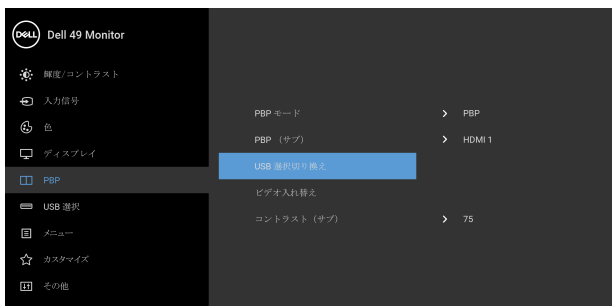 DELL Dell 49 Monitor
輝度/コントラスト
入力信号
色
ディスプレイ
PBP
USB 選択
メニュー
カスタマイズ
その他
PBP モード PBP
PBP （サブ） HDMI 1
USB 選択切り換え
ビデオ入れ替え
コントラスト（サブ） 75